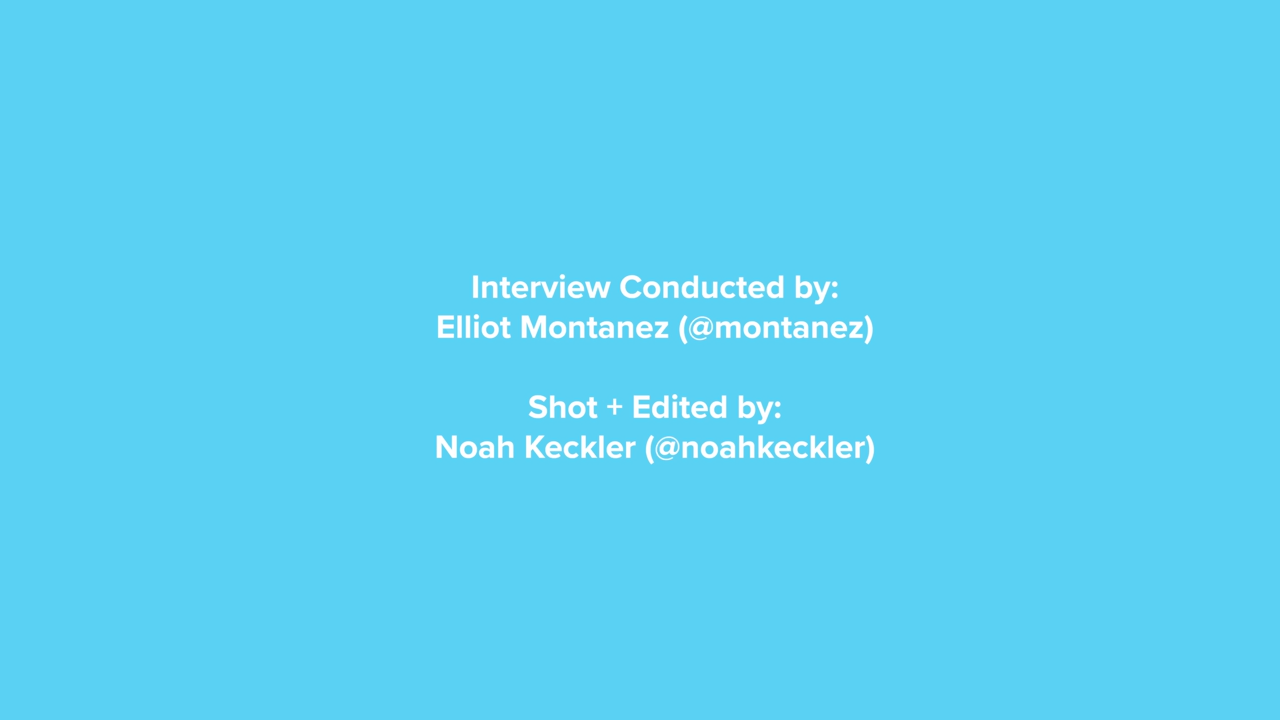 Interview Conducted by:
Elliot Montanez (@montanez)
Shot + Edited by:
Noah Keckler (@noahkeckler)